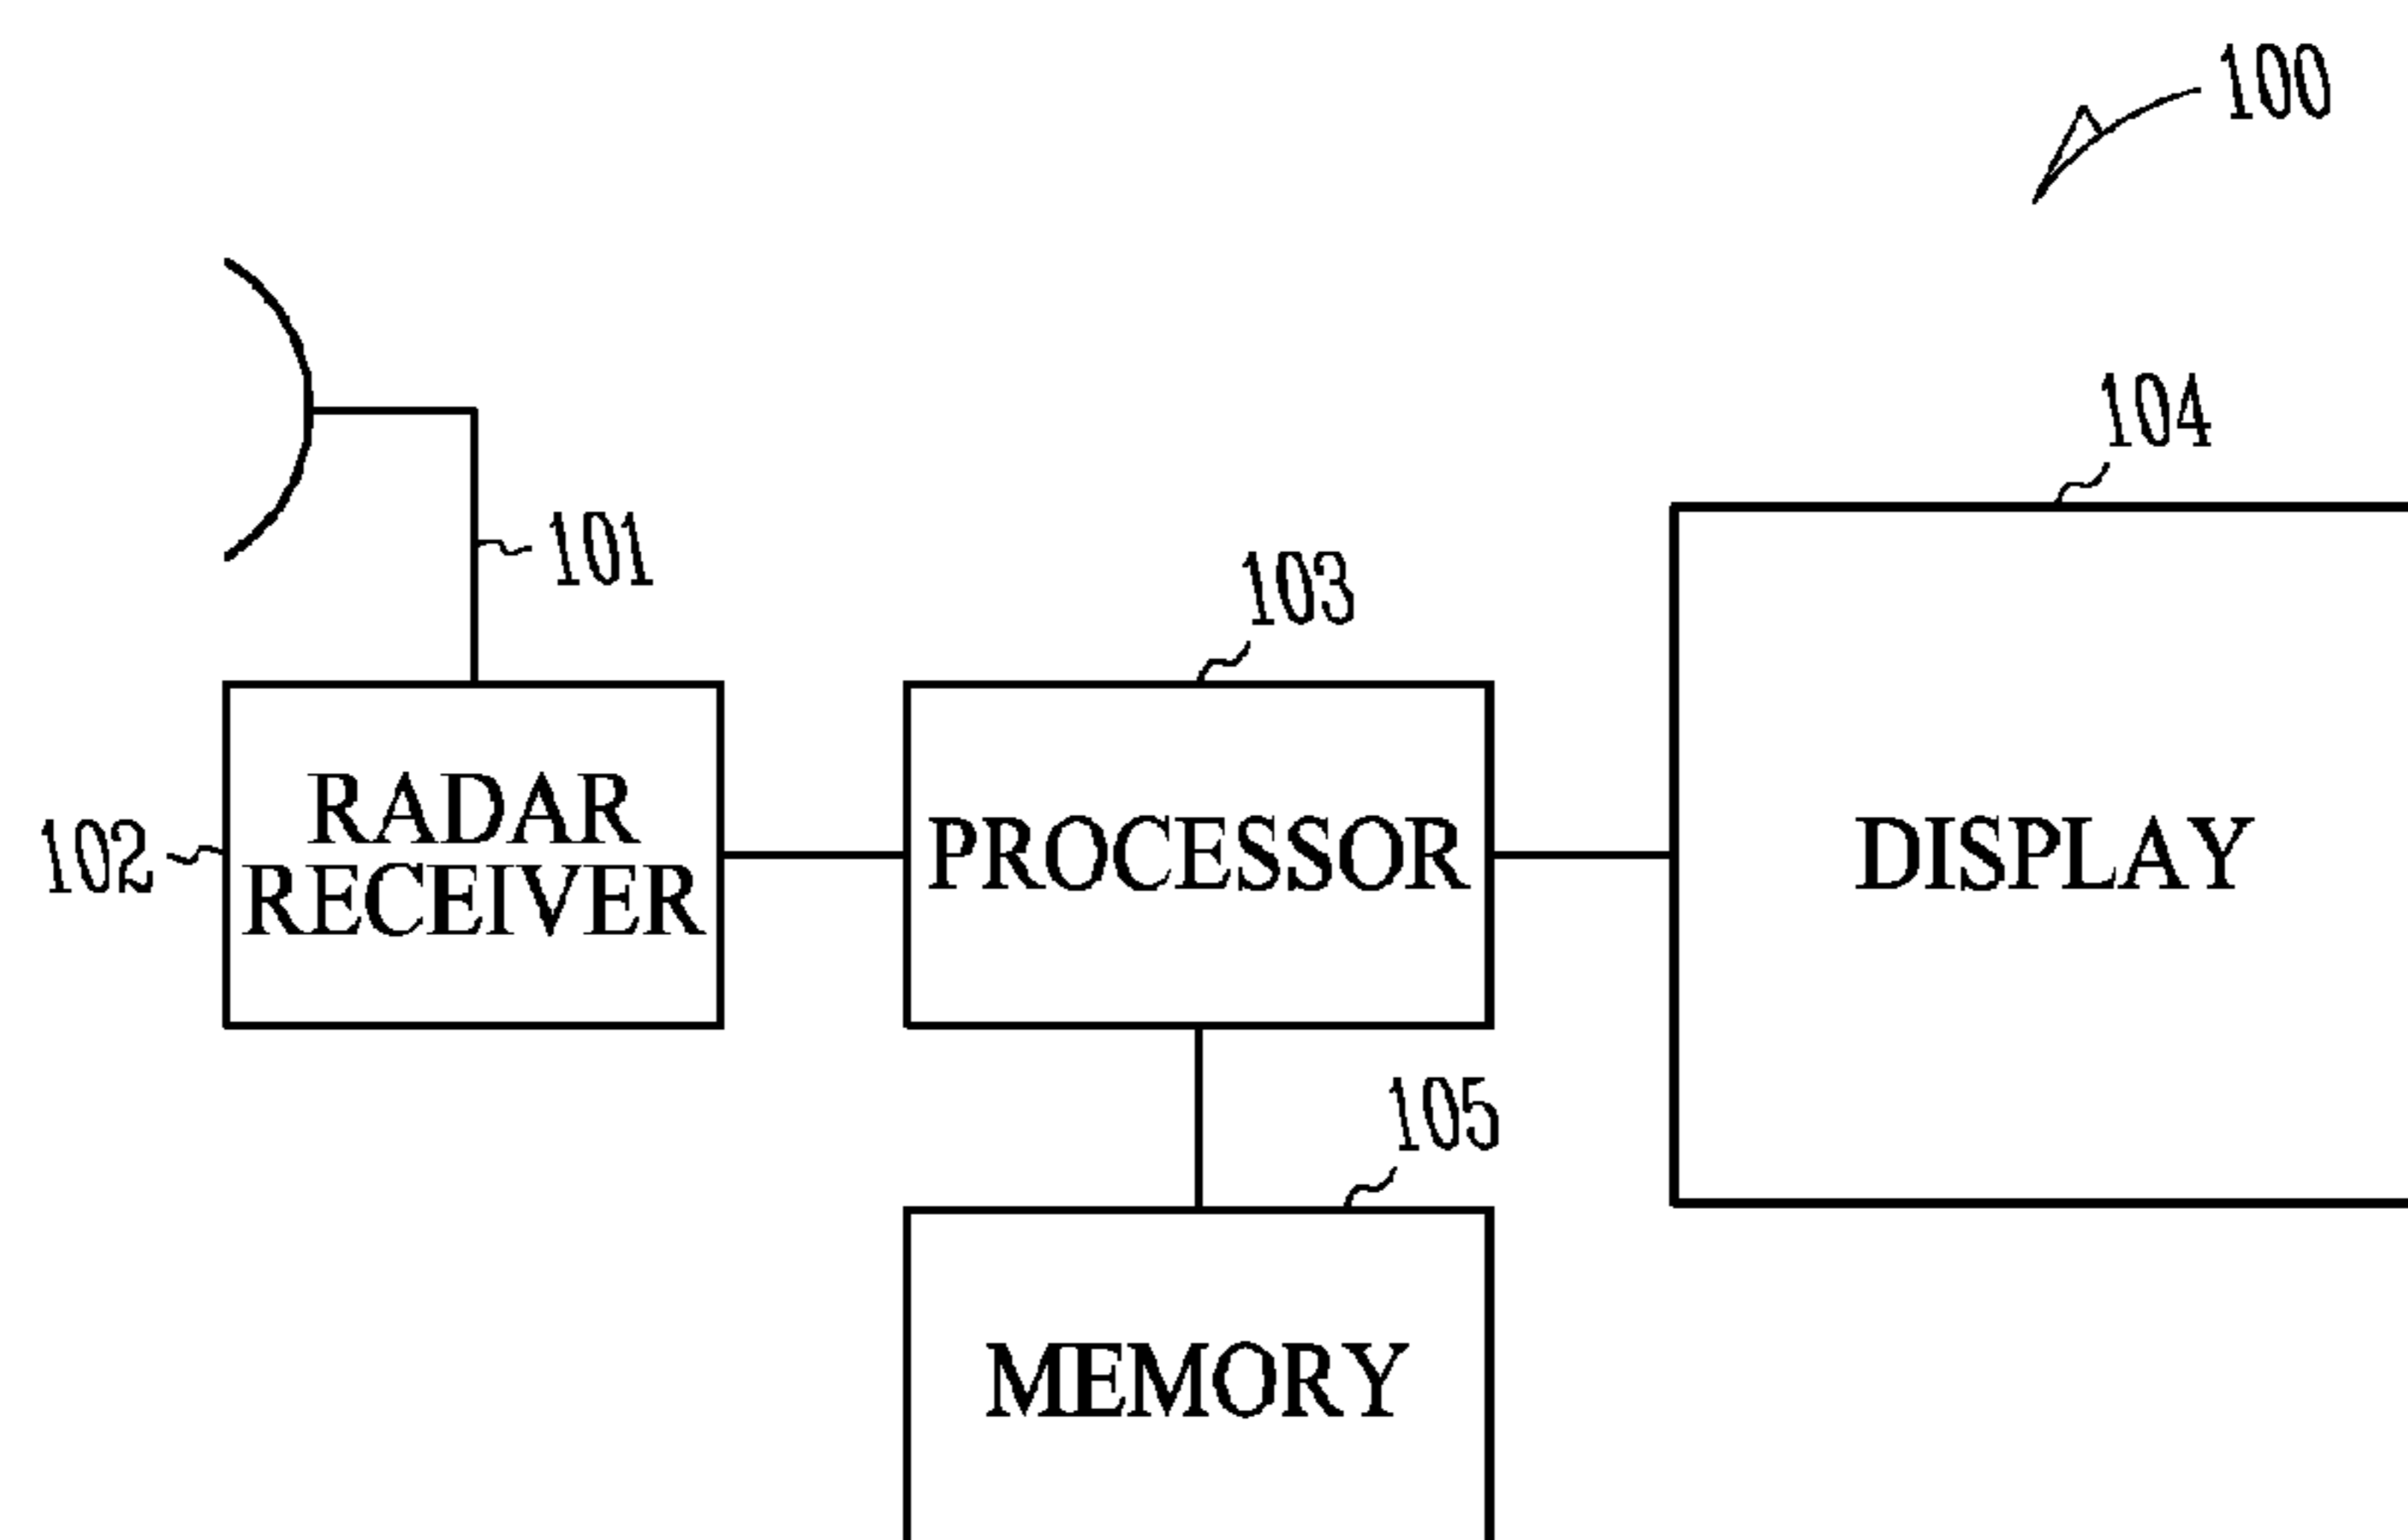 100
104
101
103
RADAR
RECEIVER
102
PROCESSOR
DISPLAY
105
MEMORY